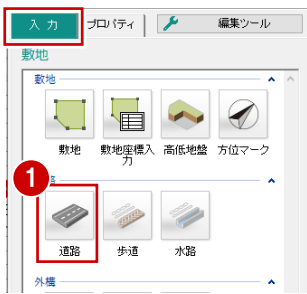 入力 プロパティ 編集ツール
敷地
敷地
敷地 敷地座標入力 高低地盤 方位マーク
1
道路 歩道 水路
外構